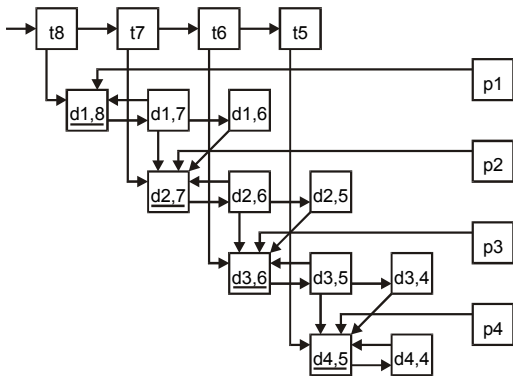 t8 t7 t6 t5
p1
d1,8 d1,7 d1,6
p2
d2,7 d2,6 d2,5
p3
d3,6 d3,5 d3,4
p4
d4,5 d4,4